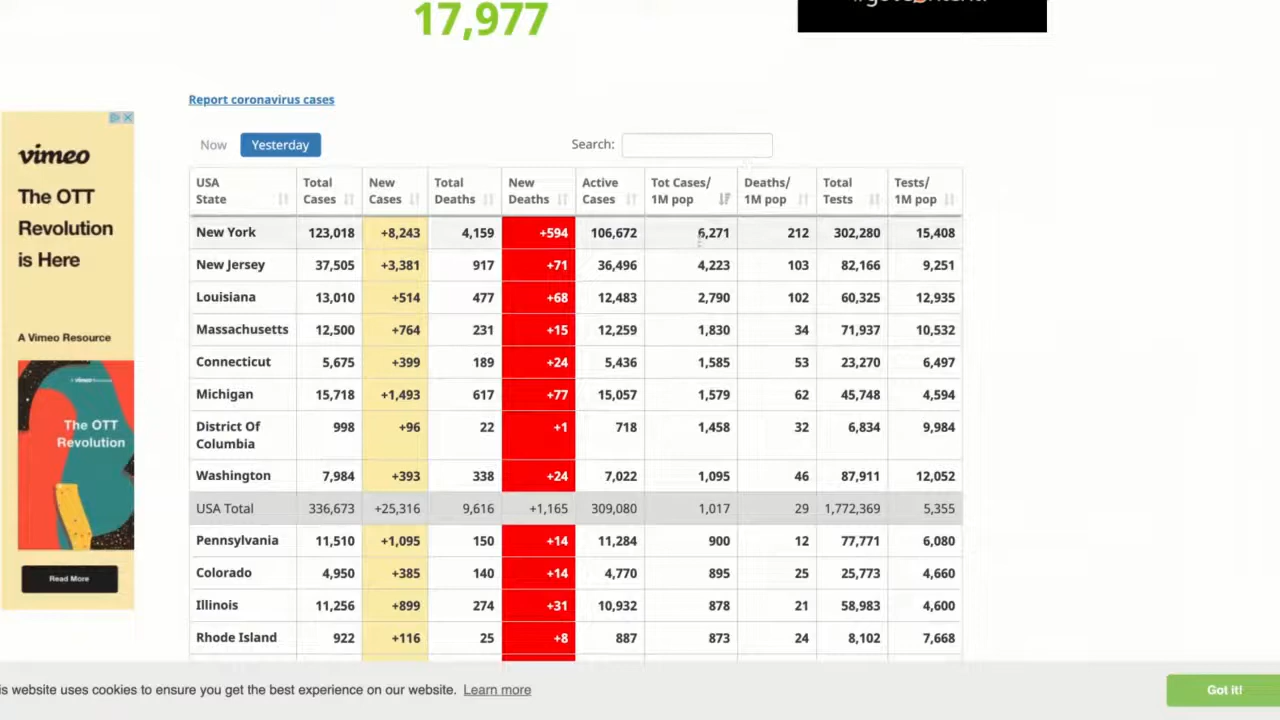 17,977
Report coronavirus cases
Now Yesterday Search:
vimeo
The OTT
Revolution
is Here
A Vimeo Resource
The OTT
Revolution
Read More
USA State Total Cases New Cases Total Deaths New Deaths Active Cases Tot Cases/ 1M pop Deaths/ 1M pop Total Tests Tests/ 1M pop
New York 123,018 +8,243 4,159 +594 106,672 6,271 212 302,280 15,408
New Jersey 37,505 +3,381 917 +71 36,496 4,223 103 82,166 9,251
Louisiana 13,010 +514 477 +68 12,483 2,790 102 60,325 12,935
Massachusetts 12,500 +764 231 +15 12,259 1,830 34 71,937 10,532
Connecticut 5,675 +399 189 +24 5,436 1,585 53 23,270 6,497
Michigan 15,718 +1,493 617 +77 15,057 1,579 62 45,748 4,594
District Of Columbia 998 +96 22 +1 718 1,458 32 6,834 9,984
Washington 7,984 +393 338 +24 7,022 1,095 46 87,911 12,052
USA Total 336,673 +25,316 9,616 +1,165 309,080 1,017 29 1,772,369 5,355
Pennsylvania 11,510 +1,095 150 +14 11,284 900 12 77,771 6,080
Colorado 4,950 +385 140 +14 4,770 895 25 25,773 4,660
Illinois 11,256 +899 274 +31 10,932 878 21 58,983 4,600
Rhode Island 922 +116 25 +8 887 873 24 8,102 7,668
s website uses cookies to ensure you get the best experience on our website. Learn more
Got it!